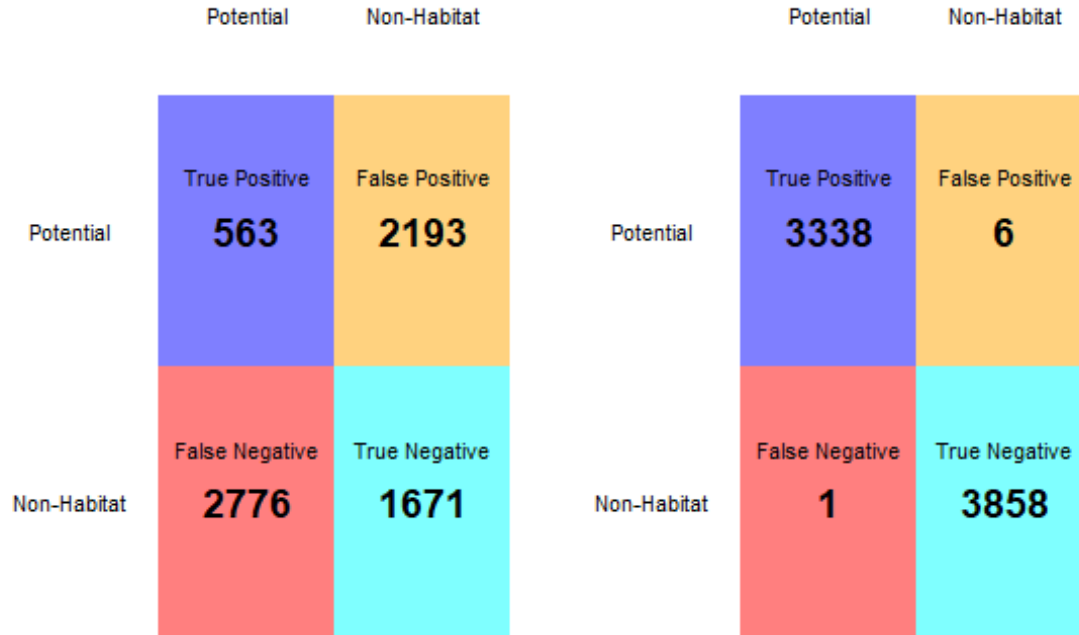 Potential Non-Habitat Potential Non-Habitat
True Positive False Positive True Positive False Positive
Potential 563 2193 Potential 3338 6
False Negative True Negative False Negative True Negative
Non-Habitat 2776 1671 Non-Habitat 1 3858